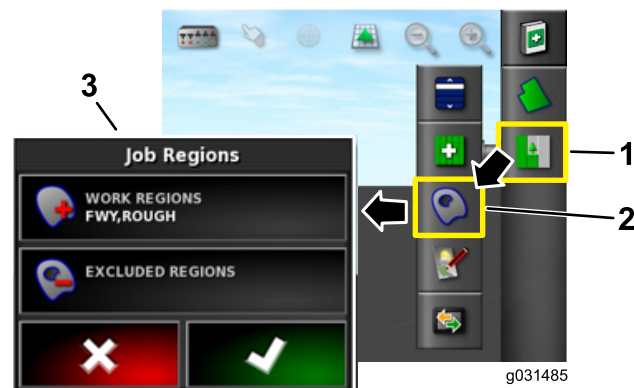 3
Job Regions
WORK REGIONS
FWY,ROUGH
EXCLUDED REGIONS
1
2
g031485